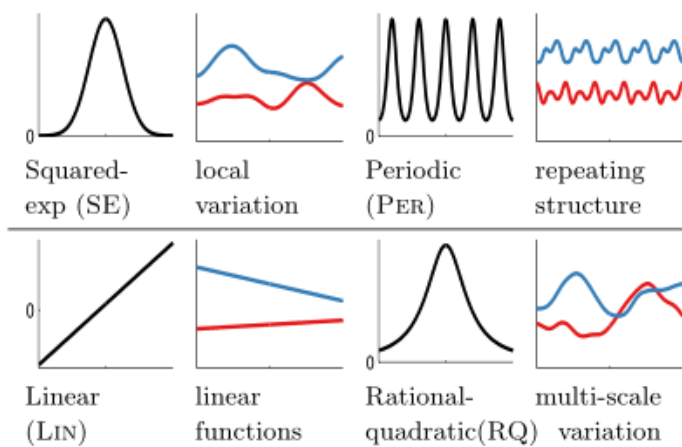 0
0
Squared-
exp (SE)
local
variation
Periodic
(PER)
repeating
structure
0
0
Linear
(LIN)
linear
functions
Rational-
quadratic(RQ)
multi-scale
variation